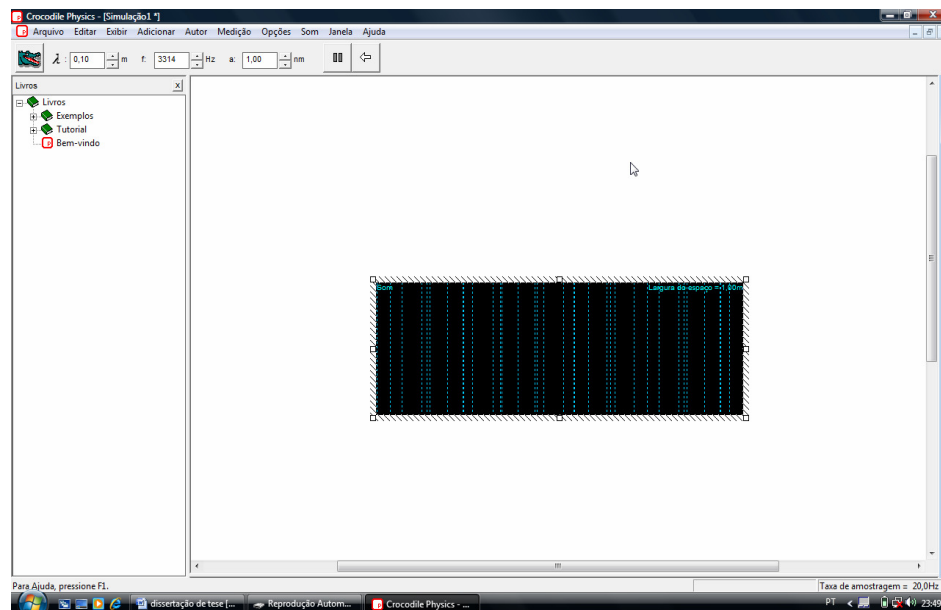 Crocodile Physics - [Simulação1 *]
Arquivo Editar Exibir Adicionar Autor Medição Opções Som Janela Ajuda
λ : 0,10 m f: 3314 Hz a: 1,00 nm
Livros x
Livros
Exemplos
Tutorial
Bem-vindo
Som Largura do espaço = 1,00m
Para Ajuda, pressione F1. Taxa de amostragem = 20,0Hz
dissertação de tese [... Reprodução Autom... Crocodile Physics - ... PT 23:45